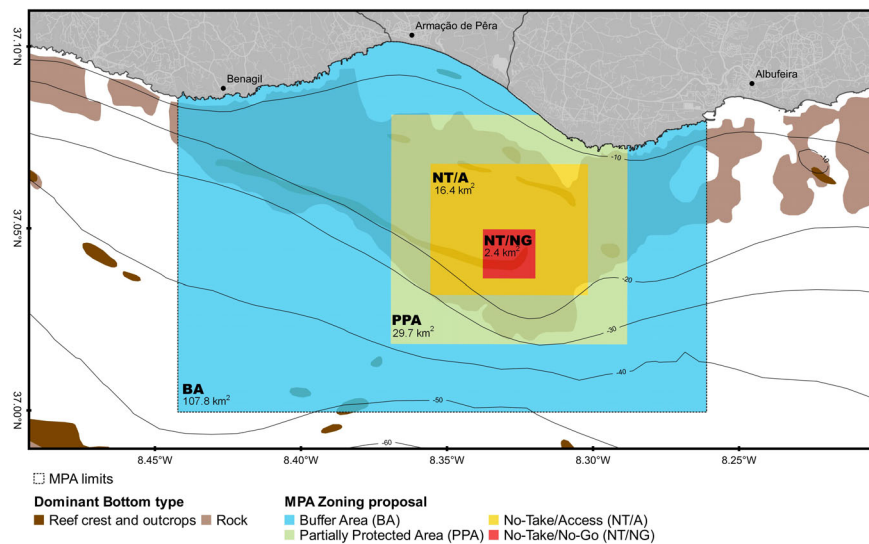 Armação de Pêra
Benagil
Albufeira
37.10°N
37.05°N
37.00°N
-10
-10
NT/A
16.4 km²
NT/NG
2.4 km²
-20
PPA
29.7 km²
-30
-40
BA
107.8 km²
-50
-60
8.45°W
8.40°W
8.35°W
8.30°W
8.25°W
MPA limits
Dominant Bottom type
Reef crest and outcrops
Rock
MPA Zoning proposal
Buffer Area (BA)
No-Take/Access (NT/A)
Partially Protected Area (PPA)
No-Take/No-Go (NT/NG)